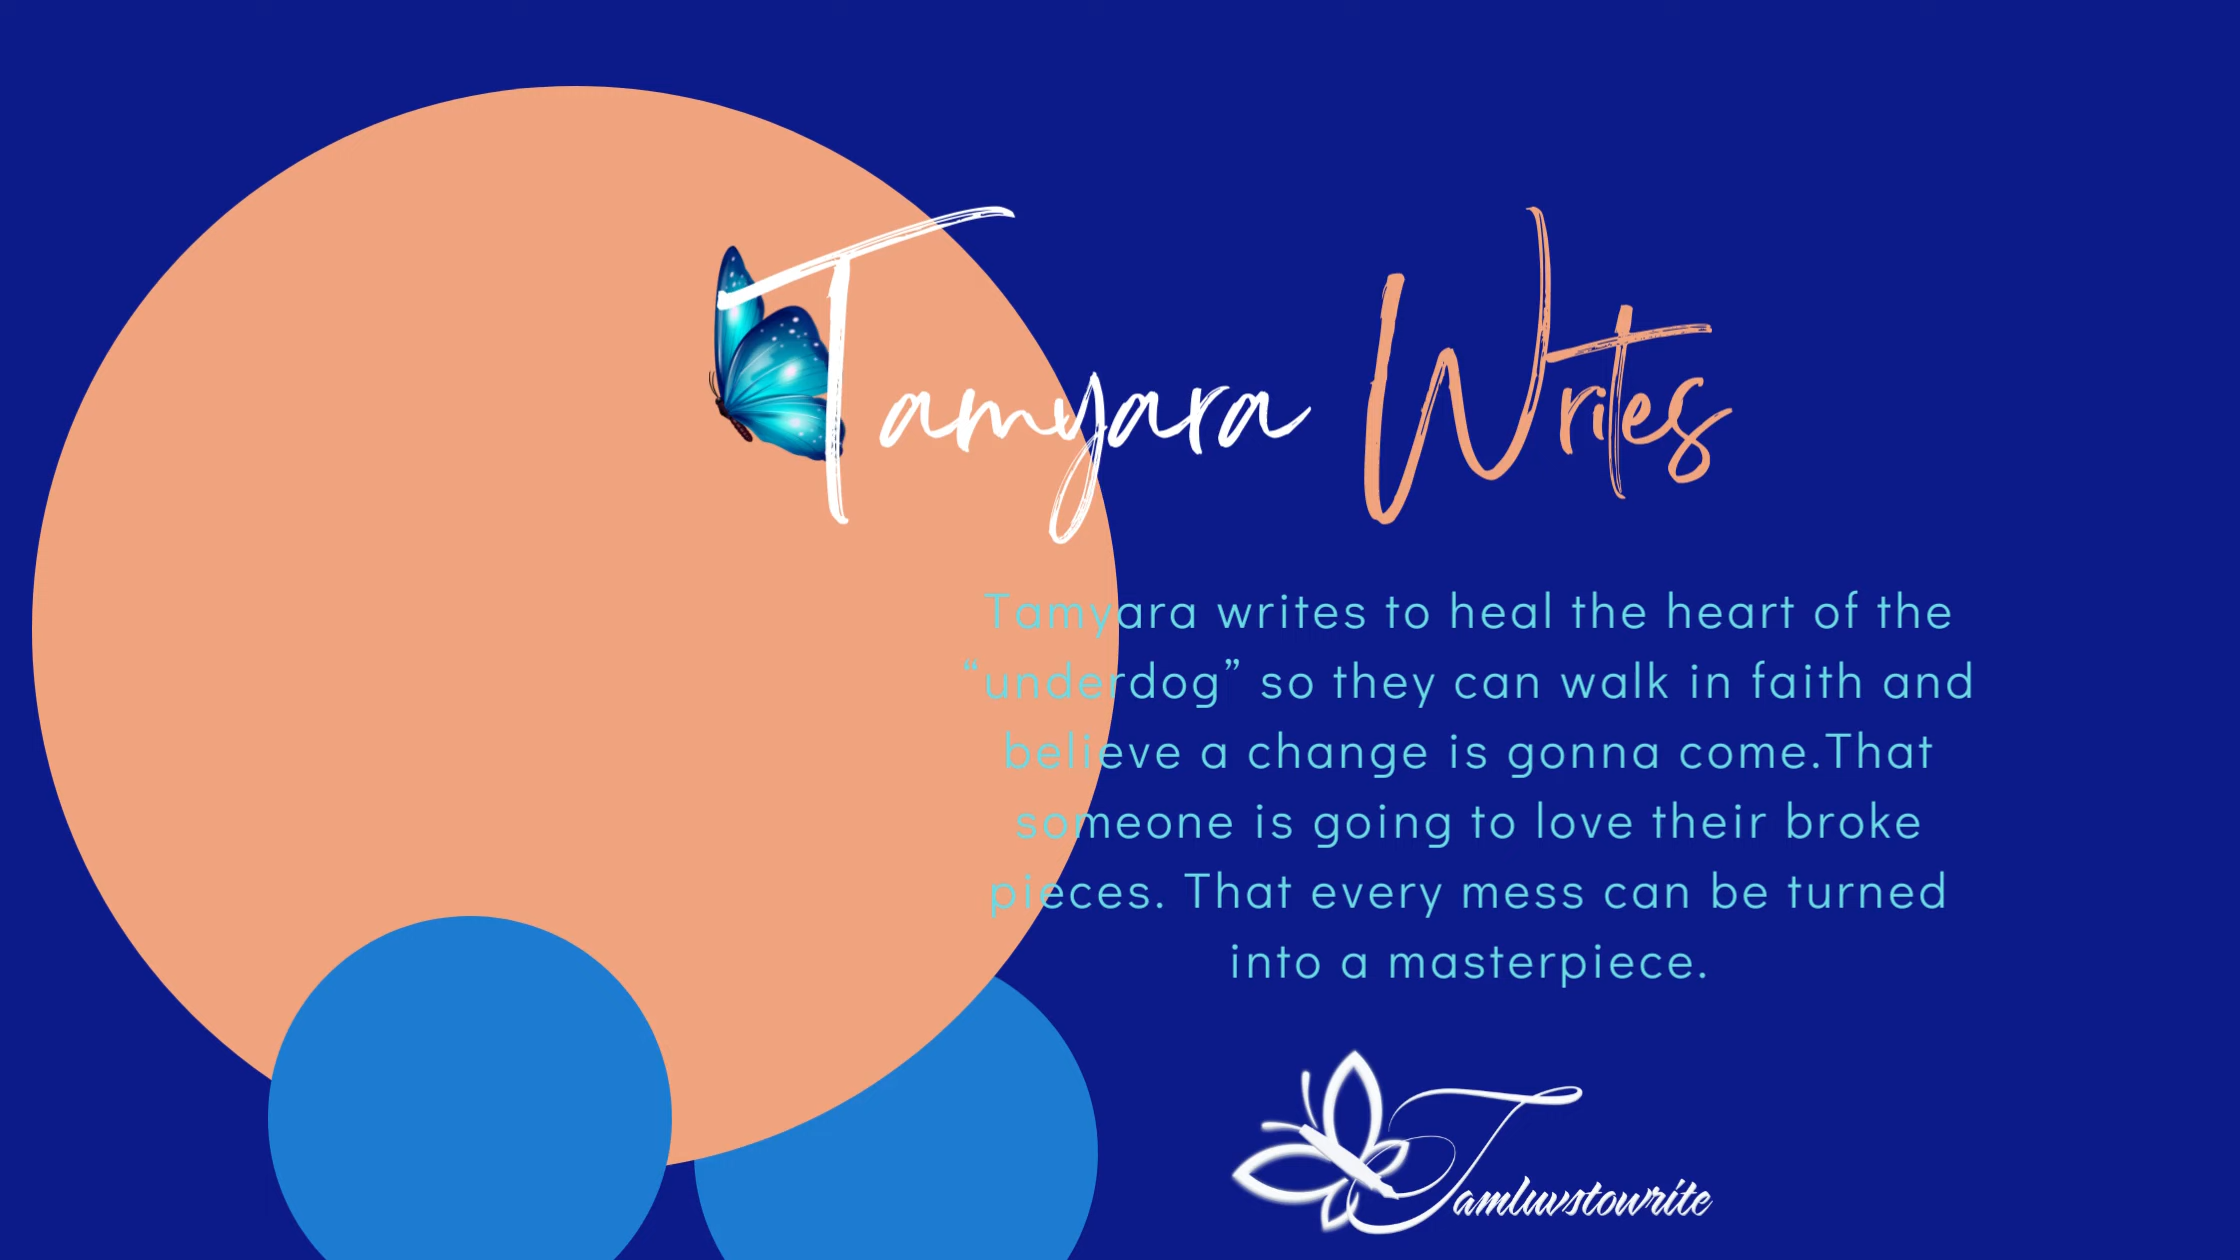 Tamyara Writes
Tamyara writes to heal the heart of the
“underdog” so they can walk in faith and
believe a change is gonna come.That
someone is going to love their broke
pieces. That every mess can be turned
into a masterpiece.
Tamluvstowrite